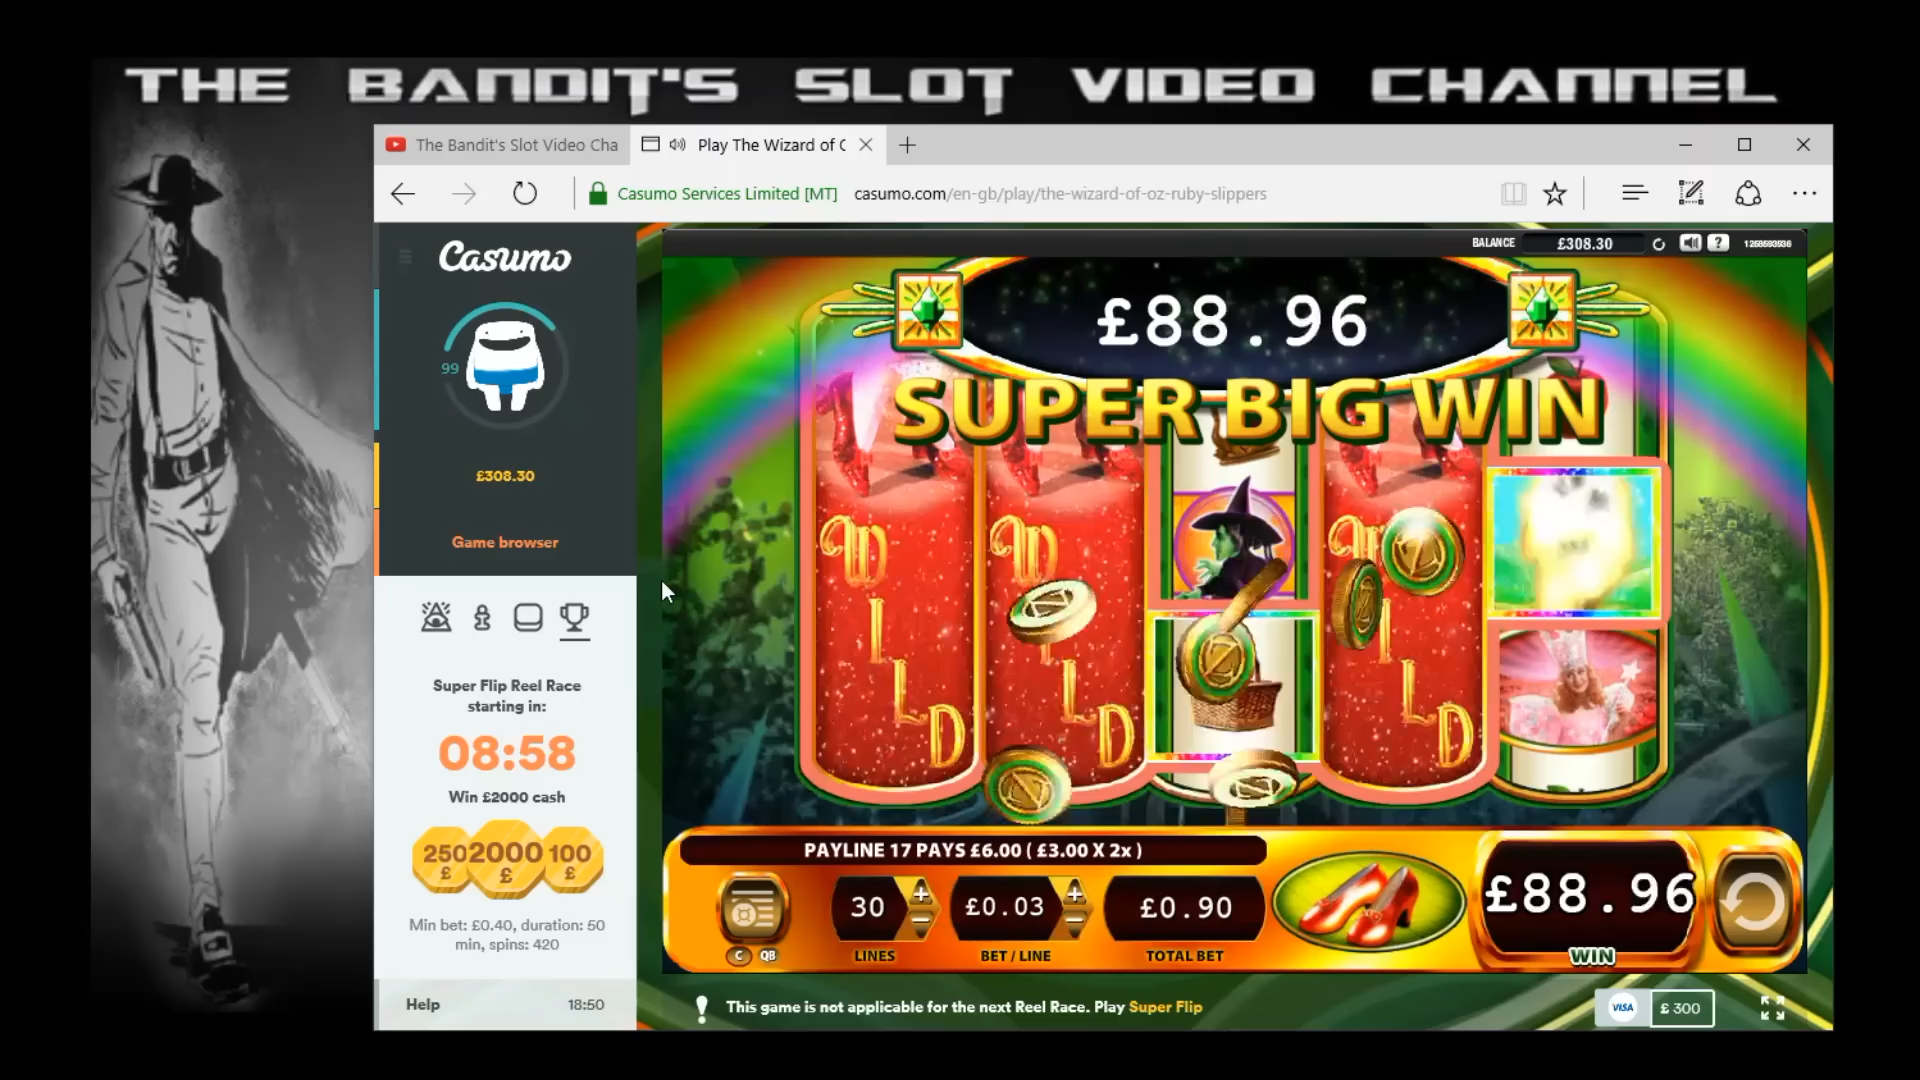 THE BANDIT'S SLOT VIDEO CHANNEL
The Bandit's Slot Video Cha
Play The Wizard of O
Casumo Services Limited [MT] casumo.com/en-gb/play/the-wizard-of-oz-ruby-slippers
Casumo
99
£308.30
Game browser
Super Flip Reel Race
starting in:
08:58
Win £2000 cash
250 £
2000 £
100 £
Min bet: £0.40, duration: 50
min, spins: 420
Help 18:50
BALANCE £308.30 ? 1258593936
£88.96
SUPER BIG WIN
WILD
WILD
WILD
PAYLINE 17 PAYS £6.00 ( £3.00 X 2x )
30 + -
£0.03 + -
£0.90
£88.96
C QB
LINES
BET / LINE
TOTAL BET
WIN
! This game is not applicable for the next Reel Race. Play Super Flip
VISA £ 300